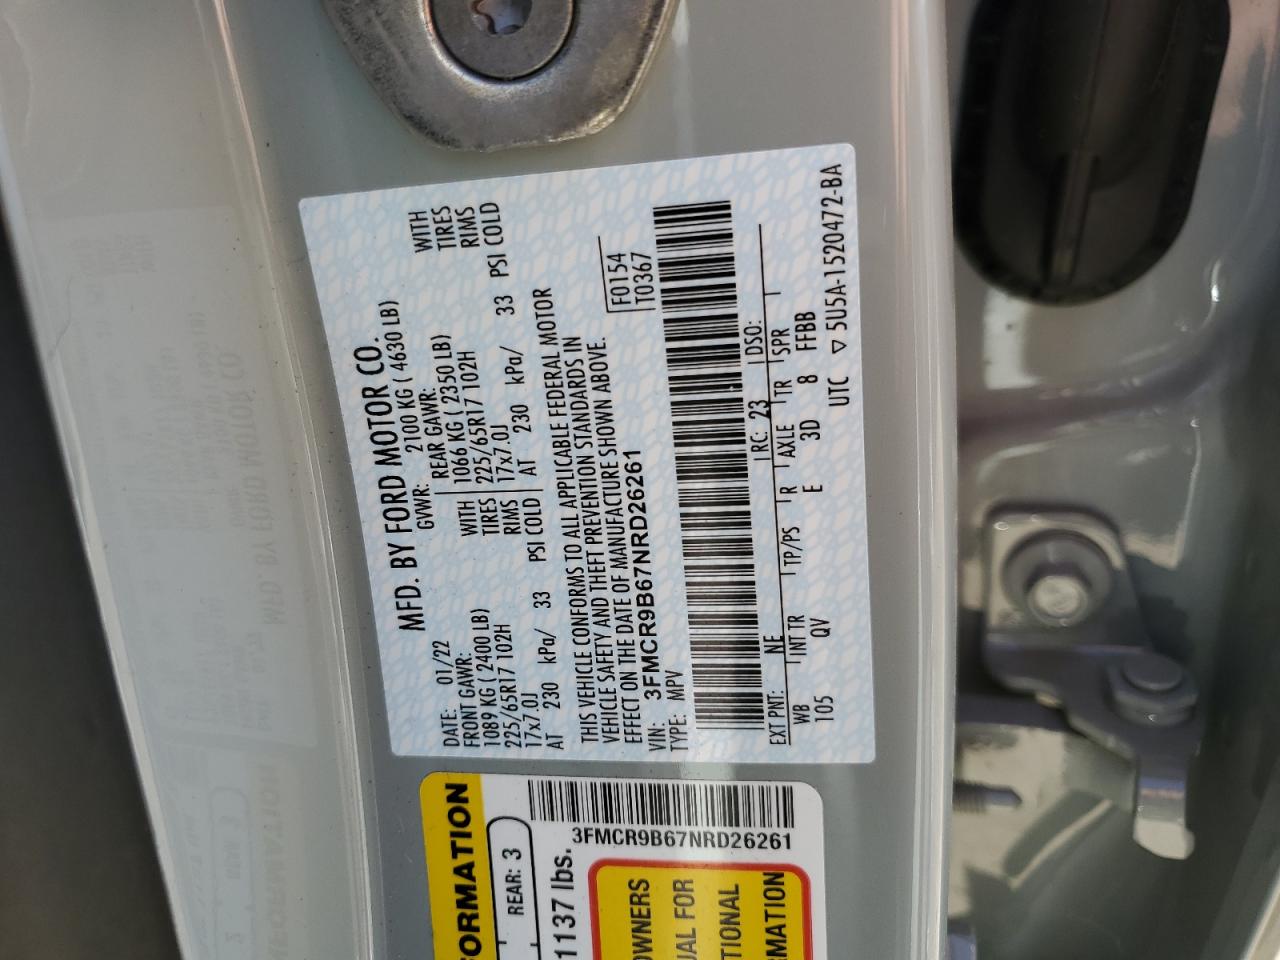 MFD. BY FORD MOTOR CO.
DATE: 01/22 GVWR: 2100 KG ( 4630 LB)
FRONT GAWR: REAR GAWR:
1089 KG ( 2400 LB) WITH 1066 KG ( 2350 LB) WITH
225/65R17 102H TIRES 225/65R17 102H TIRES
17x7.0J RIMS 17x7.0J RIMS
AT 230 kPa/ 33 PSI COLD AT 230 kPa/ 33 PSI COLD
THIS VEHICLE CONFORMS TO ALL APPLICABLE FEDERAL MOTOR
VEHICLE SAFETY AND THEFT PREVENTION STANDARDS IN
EFFECT ON THE DATE OF MANUFACTURE SHOWN ABOVE.
VIN: 3FMCR9B67NRD26261 F0154
TYPE: MPV T0367
EXT PNT: NE RC: 23 DSO:
WB INT TR TP/PS R AXLE TR SPR
105 QV E 3D 8 FFBB
UTC ▽ 5U5A-1520472-BA
FORMATION
REAR: 3
1137 lbs.
3FMCR9B67NRD26261
OWNERS
UAL FOR
TIONAL
RMATION